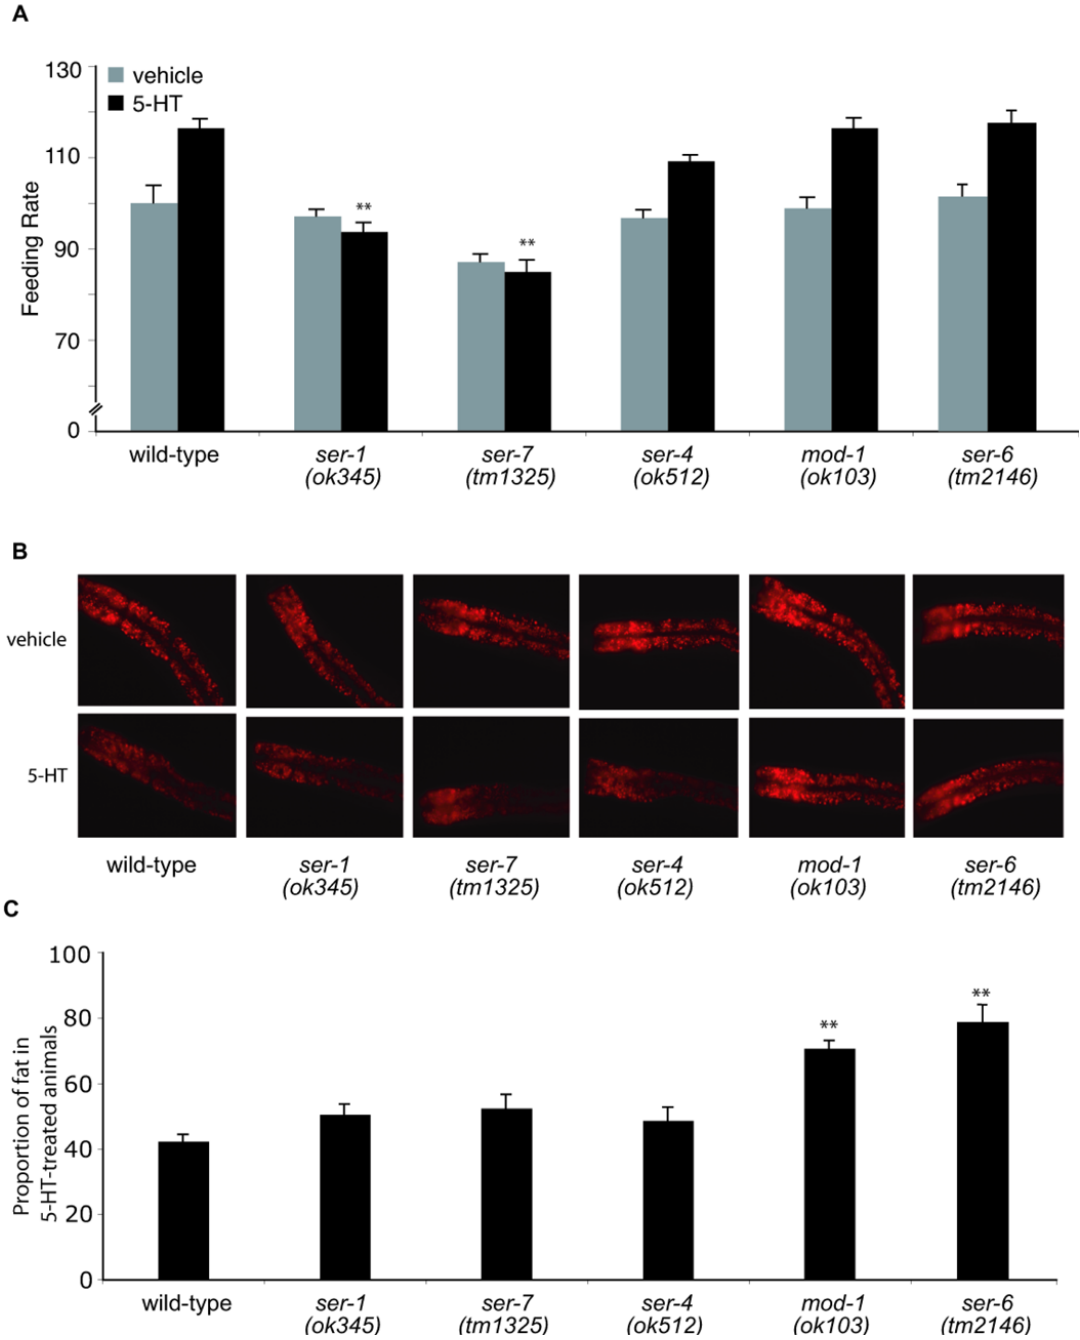 A
130
110
90
70
0
Feeding Rate
vehicle
5-HT
**
**
wild-type
ser-1
(ok345)
ser-7
(tm1325)
ser-4
(ok512)
mod-1
(ok103)
ser-6
(tm2146)
B
vehicle
5-HT
wild-type
ser-1
(ok345)
ser-7
(tm1325)
ser-4
(ok512)
mod-1
(ok103)
ser-6
(tm2146)
C
100
80
60
40
20
0
Proportion of fat in
5-HT-treated animals
**
**
wild-type
ser-1
(ok345)
ser-7
(tm1325)
ser-4
(ok512)
mod-1
(ok103)
ser-6
(tm2146)